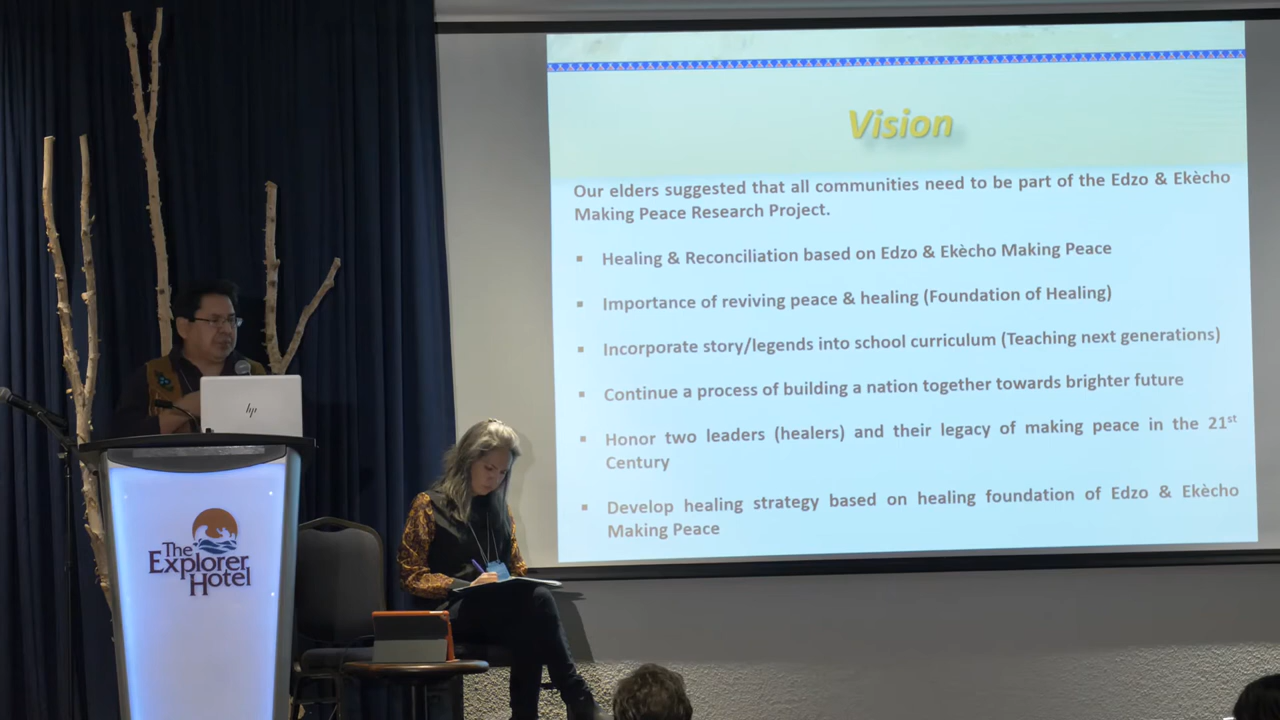 Vision
Our elders suggested that all communities need to be part of the Edzo & Ekècho
Making Peace Research Project.
▪ Healing & Reconciliation based on Edzo & Ekècho Making Peace
▪ Importance of reviving peace & healing (Foundation of Healing)
▪ Incorporate story/legends into school curriculum (Teaching next generations)
▪ Continue a process of building a nation together towards brighter future
▪ Honor two leaders (healers) and their legacy of making peace in the 21st
Century
▪ Develop healing strategy based on healing foundation of Edzo & Ekècho
Making Peace
hp
The
Explorer
Hotel